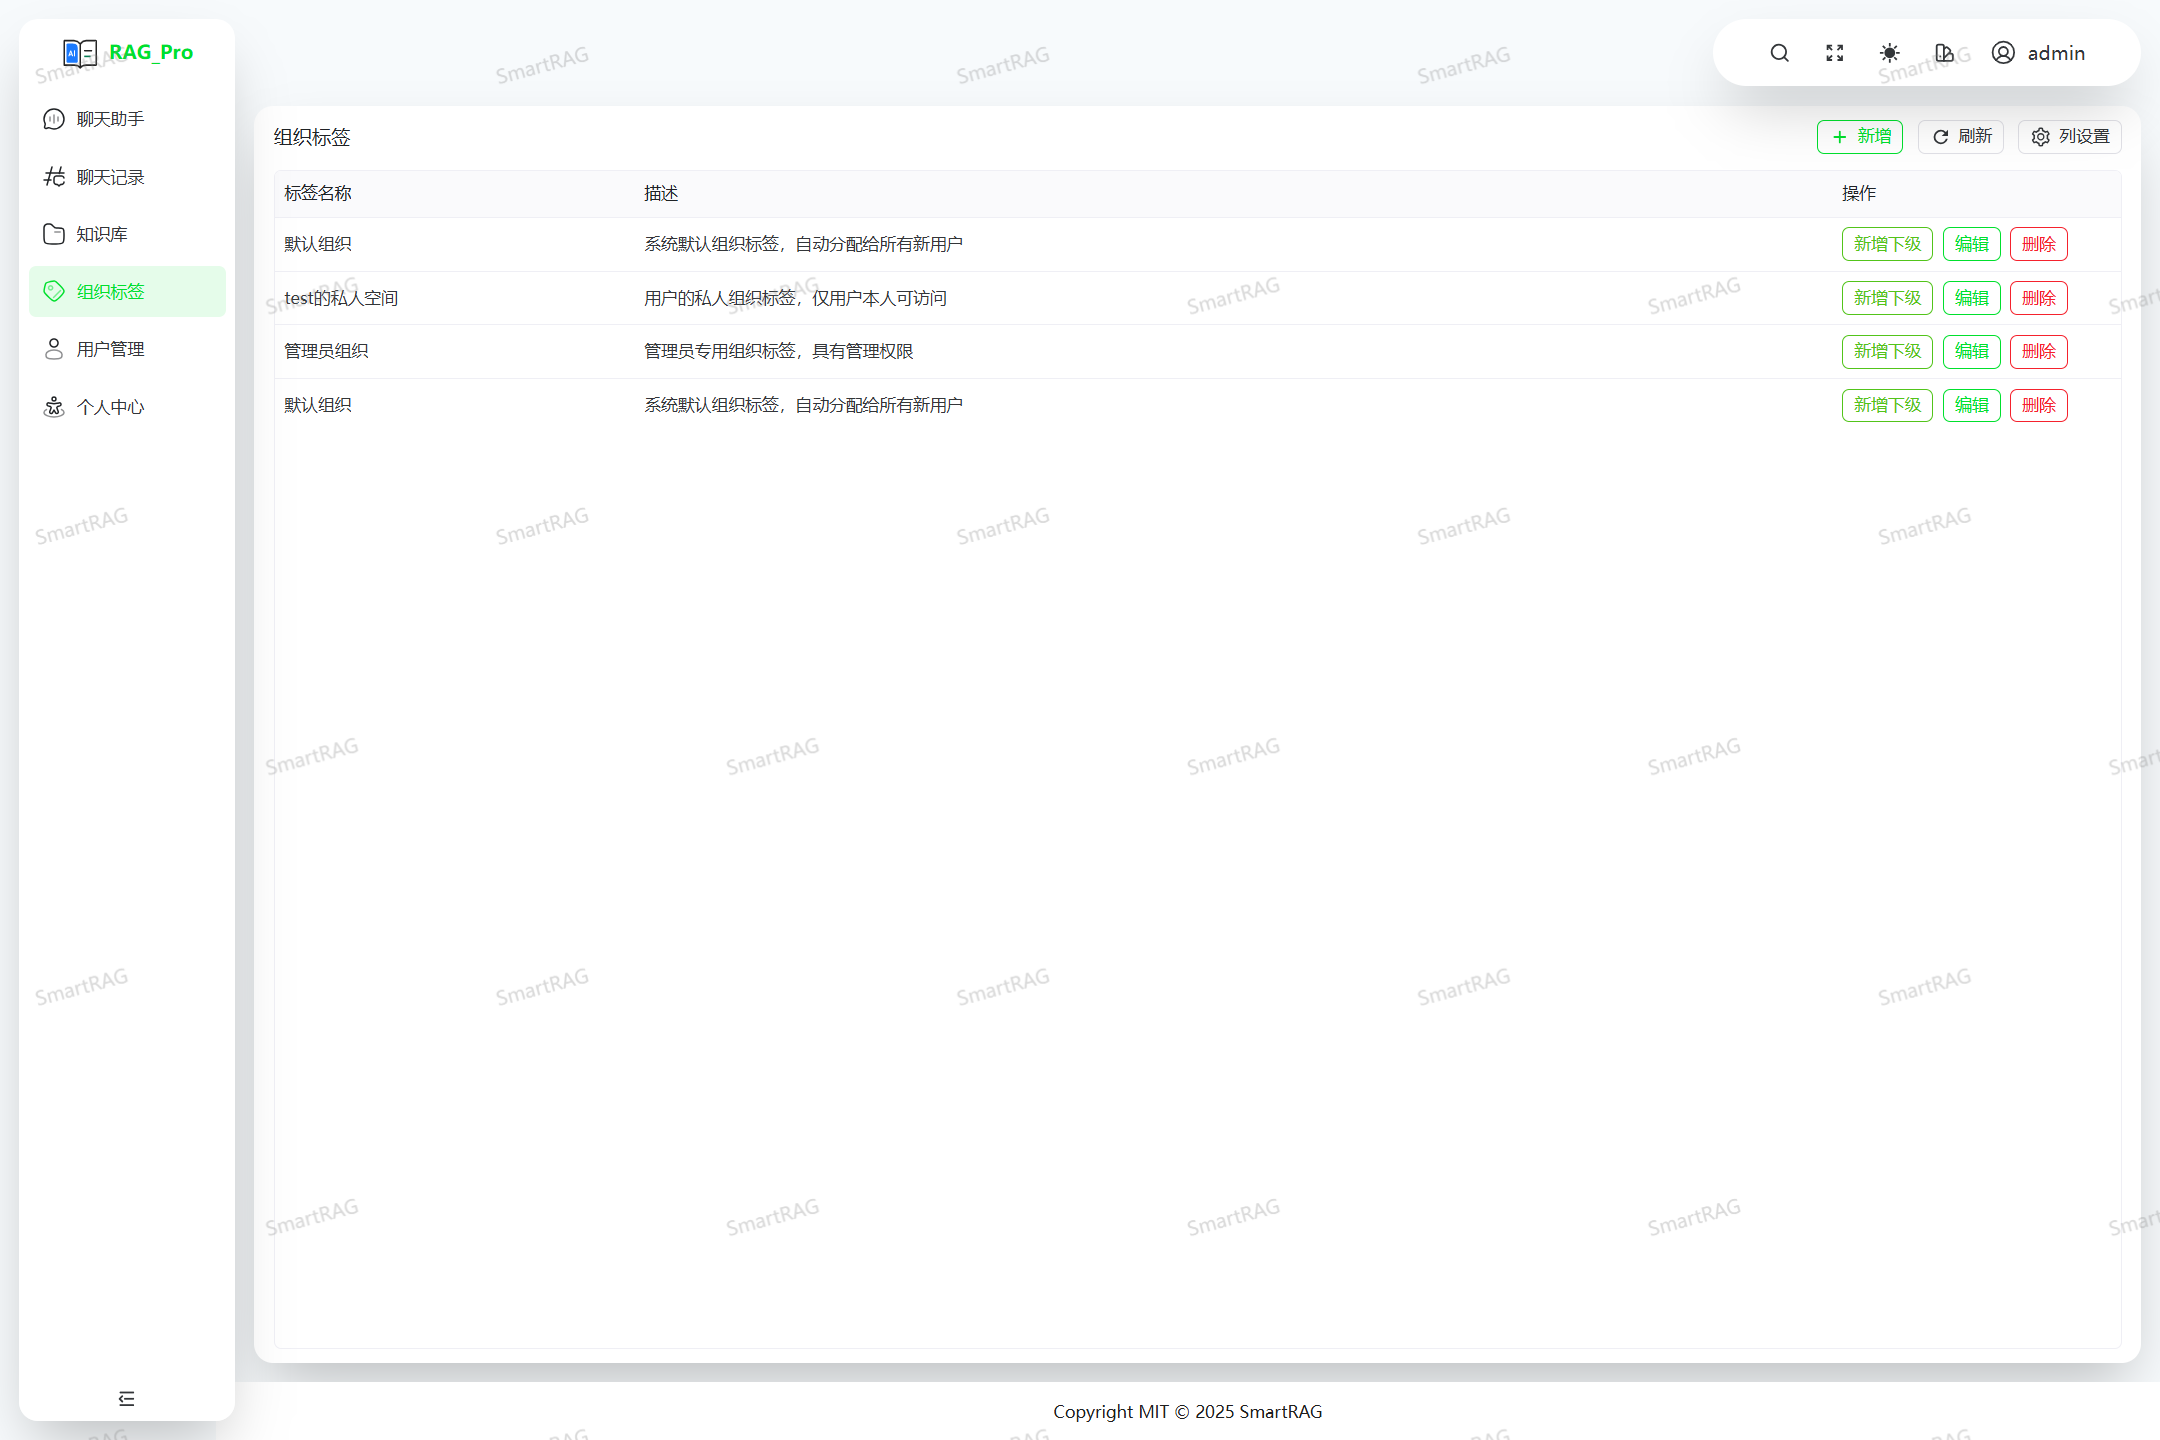 RAG_Pro
admin
聊天助手
聊天记录
知识库
组织标签
用户管理
个人中心
组织标签
新增
刷新
列设置
标签名称 描述 操作
默认组织 系统默认组织标签，自动分配给所有新用户 新增下级 编辑 删除
test的私人空间 用户的私人组织标签，仅用户本人可访问 新增下级 编辑 删除
管理员组织 管理员专用组织标签，具有管理权限 新增下级 编辑 删除
默认组织 系统默认组织标签，自动分配给所有新用户 新增下级 编辑 删除
Copyright MIT © 2025 SmartRAG
SmartRAG